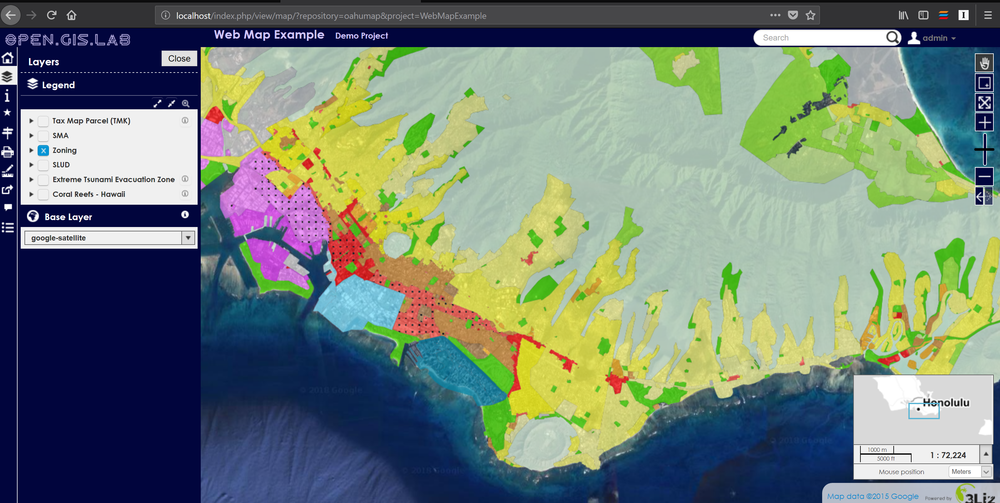 localhost/index.php/view/map/?repository=oahumap&project=WebMapExample
OPEN.GIS.LAB
Web Map Example Demo Project
Search
admin
Layers
Close
Legend
Tax Map Parcel (TMK)
SMA
Zoning
SLUD
Extreme Tsunami Evacuation Zone
Coral Reefs - Hawaii
Base Layer
google-satellite
Honolulu
1000 m
5000 ft
1 : 72,224
Mouse position
Meters
Map data ©2015 Google
Powered by
3Liz